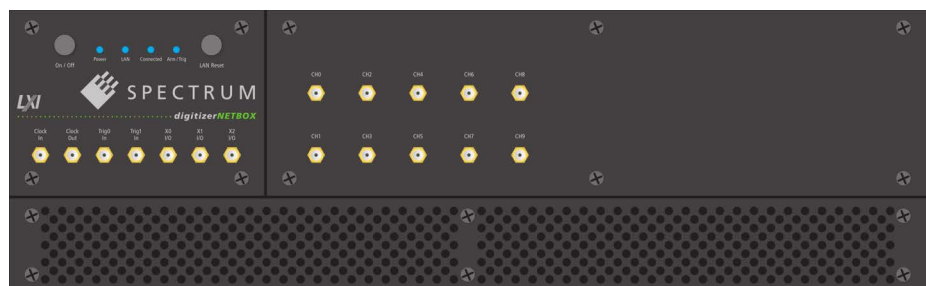 On / Off
Power
LAN
Connected
Arm/Trig
LAN Reset
LXI
SPECTRUM
digitizerNETBOX
Clock In
Clock Out
Trig0 In
Trig1 In
X0 I/O
X1 I/O
X2 I/O
CH0 CH2 CH4 CH6 CH8
CH1 CH3 CH5 CH7 CH9